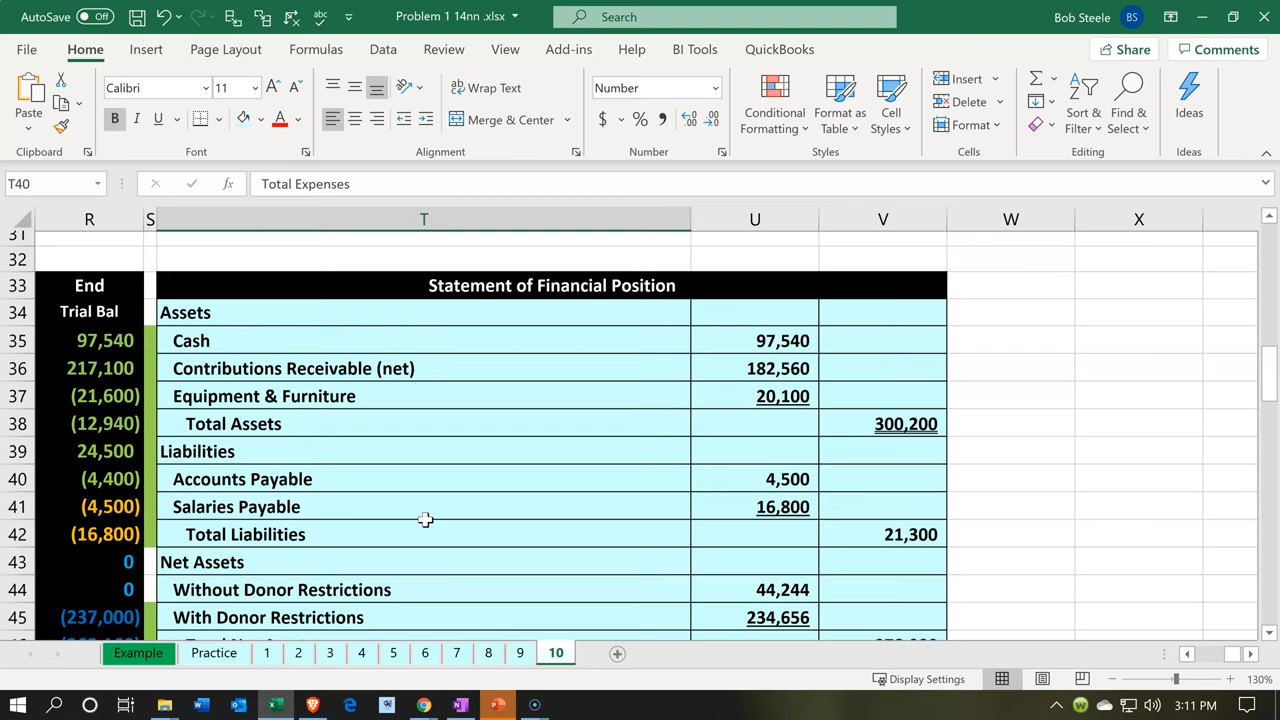 AutoSave Off Problem 1 14nn .xlsx Search Bob Steele BS
File Home Insert Page Layout Formulas Data Review View Add-ins Help BI Tools QuickBooks Share Comments
Paste Calibri 11 B I U A Wrap Text Merge & Center Number $ % Conditional Formatting Format as Table Cell Styles Insert Delete Format Sort & Filter Find & Select Ideas
Clipboard Font Alignment Number Styles Cells Editing Ideas
T40 fx Total Expenses
R S T U V W X
31
32
33 End Statement of Financial Position
34 Trial Bal Assets
35 97,540 Cash 97,540
36 217,100 Contributions Receivable (net) 182,560
37 (21,600) Equipment & Furniture 20,100
38 (12,940) Total Assets 300,200
39 24,500 Liabilities
40 (4,400) Accounts Payable 4,500
41 (4,500) Salaries Payable 16,800
42 (16,800) Total Liabilities 21,300
43 0 Net Assets
44 0 Without Donor Restrictions 44,244
45 (237,000) With Donor Restrictions 234,656
Example Practice 1 2 3 4 5 6 7 8 9 10
Display Settings 130%
3:11 PM